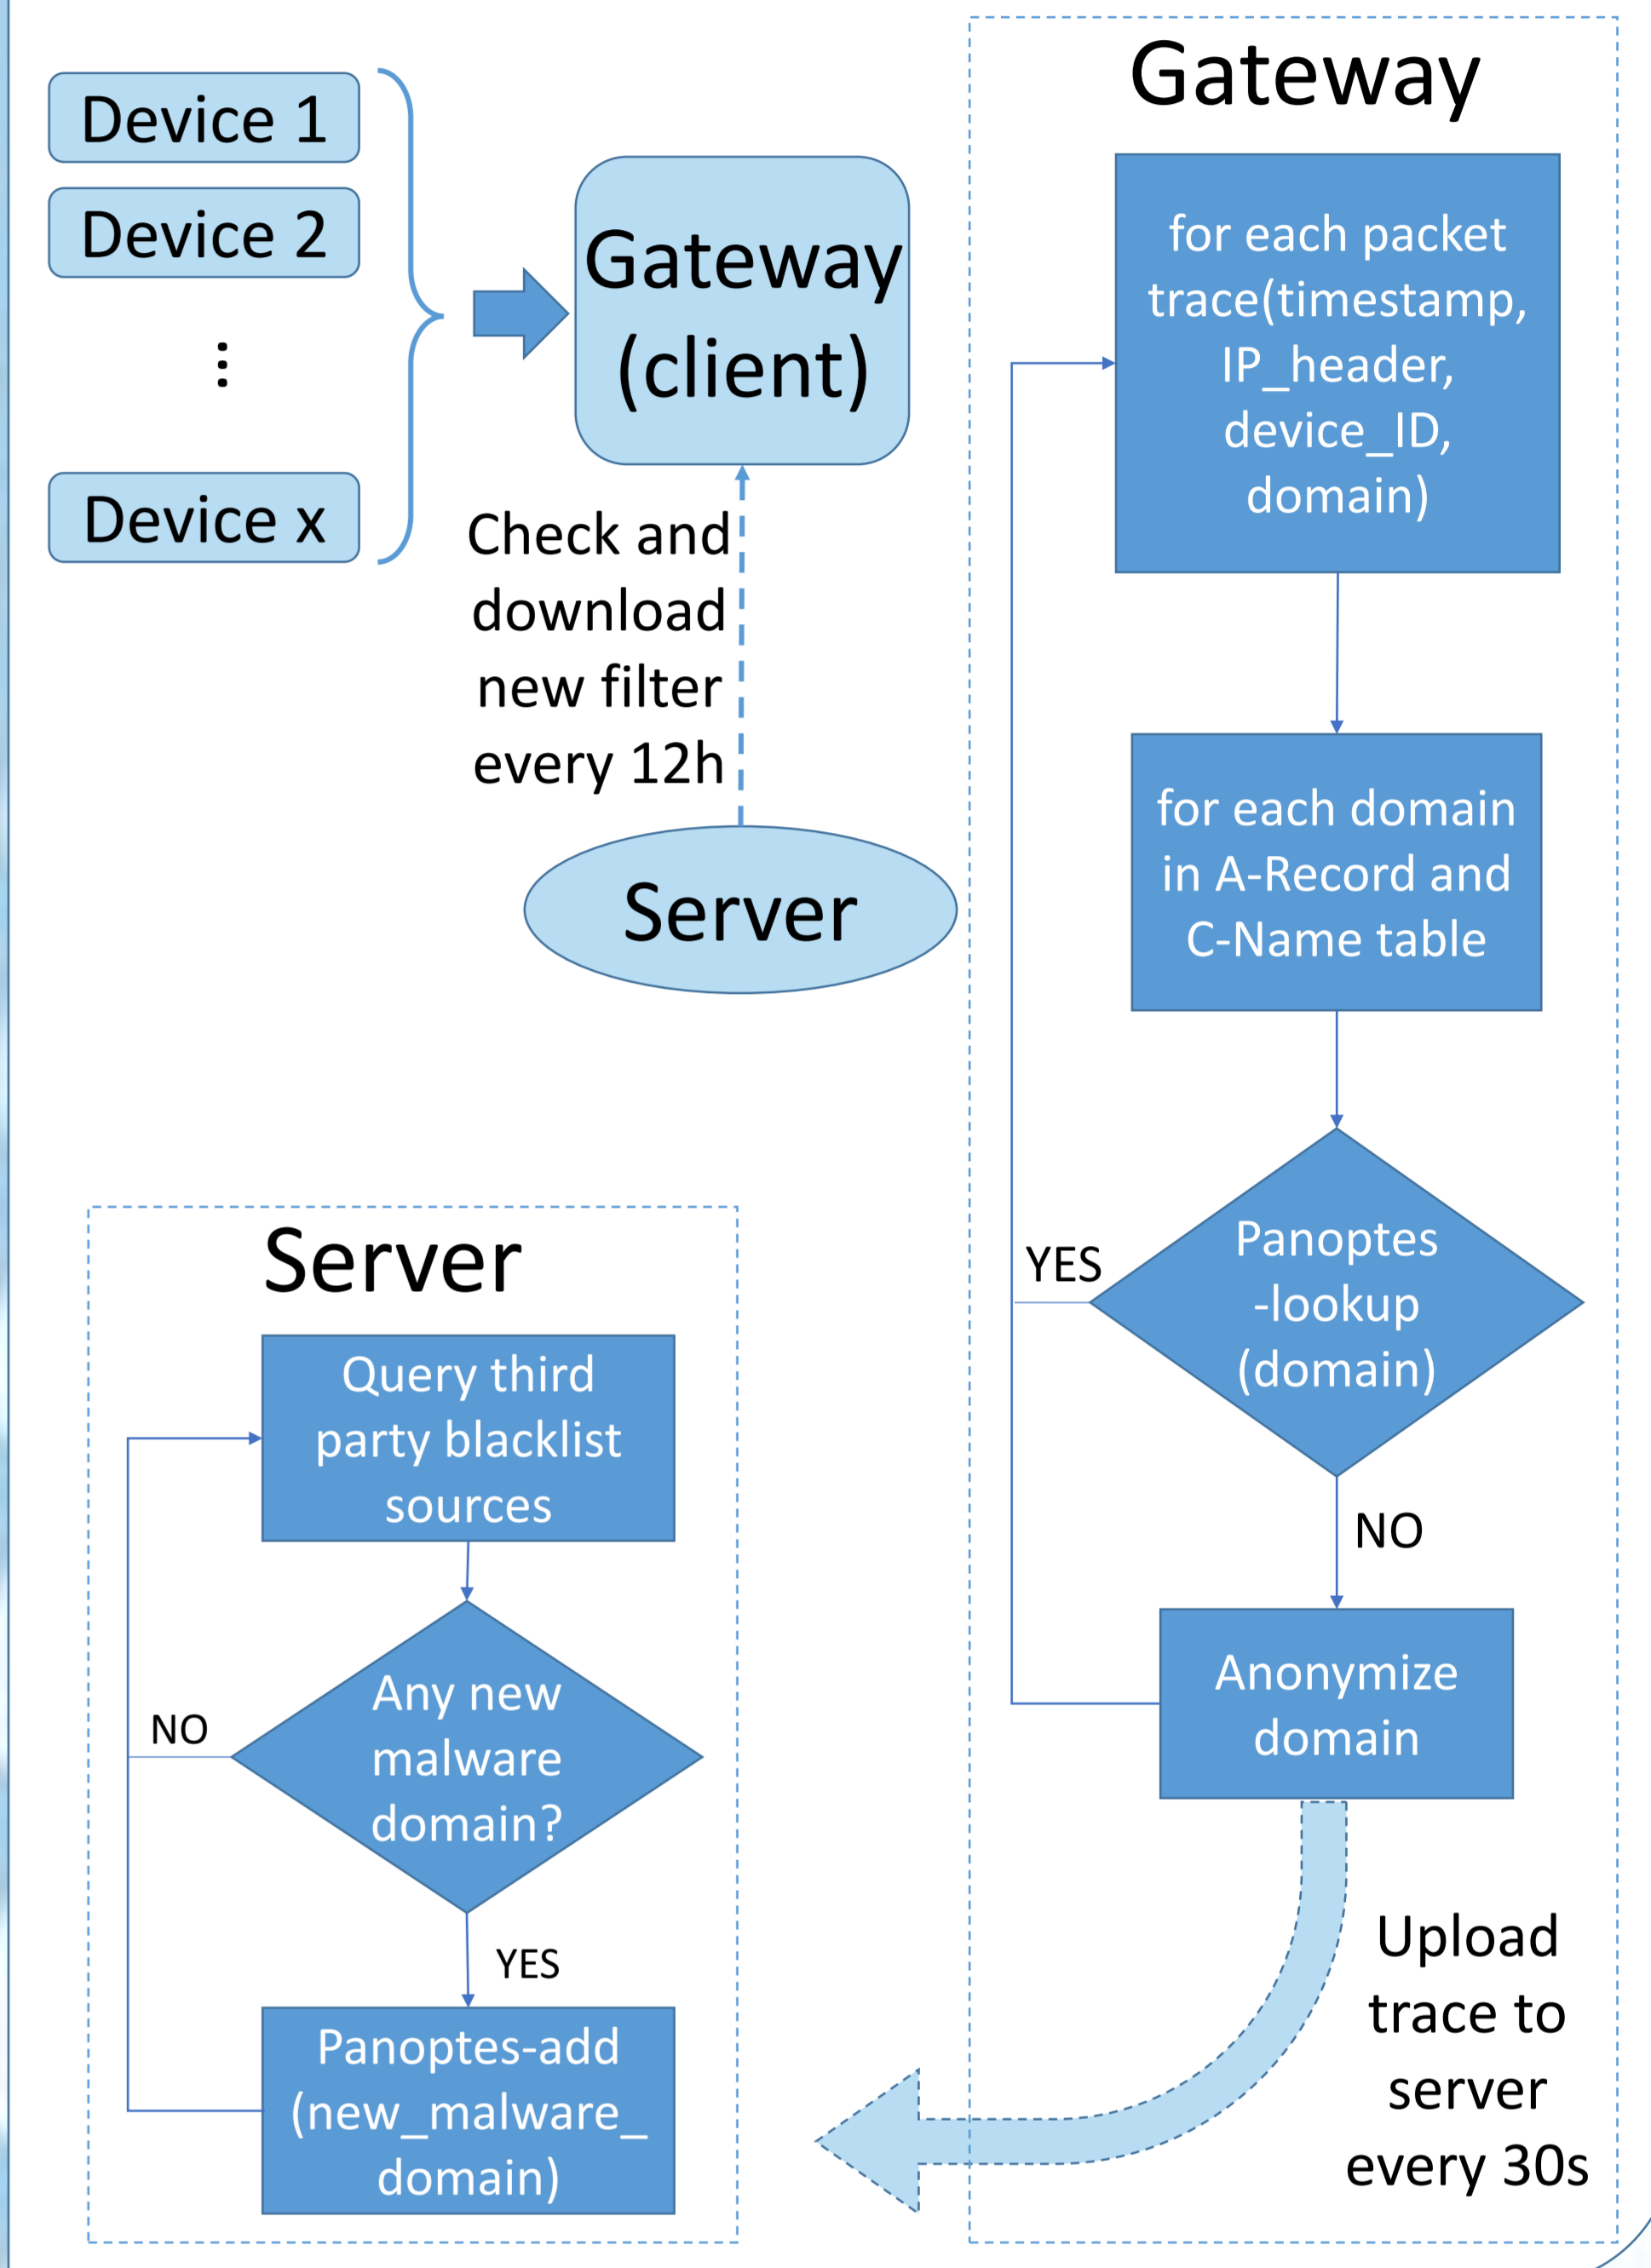 Device 1
Device 2
...
Device x
Gateway
(client)
Check and
download
new filter
every 12h
Server
Gateway
for each packet
trace(timestamp,
IP_header,
device_ID,
domain)
for each domain
in A-Record and
C-Name table
Panoptes
-lookup
(domain)
YES
NO
Anonymize
domain
Upload
trace to
server
every 30s
Server
Query third
party blacklist
sources
Any new
malware
domain?
NO
YES
Panoptes-add
(new_malware_
domain)